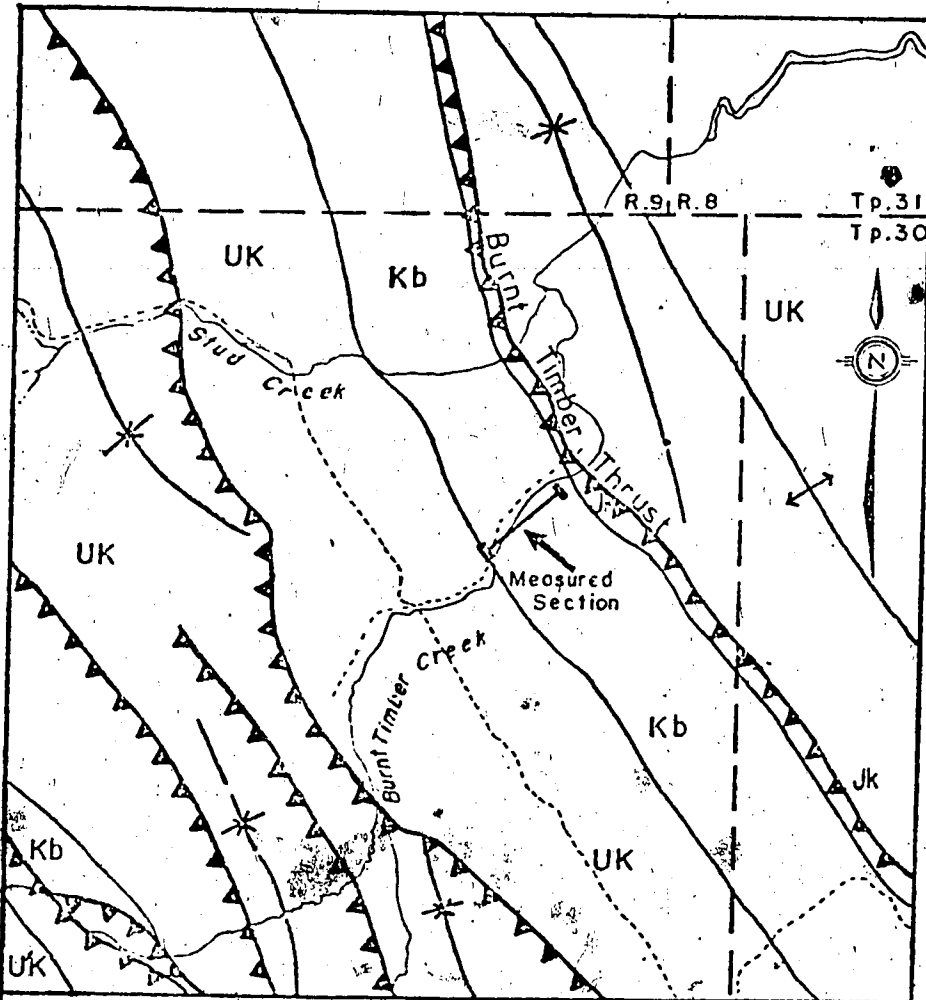 R.9 R.8
Tp.31
Tp.30
UK
Kb
Burnt
Timber
Thrust
UK
N
Stud
Creek
UK
Measured
Section
Burnt Timber Creek
Kb
Jk
Kb
UK
UK